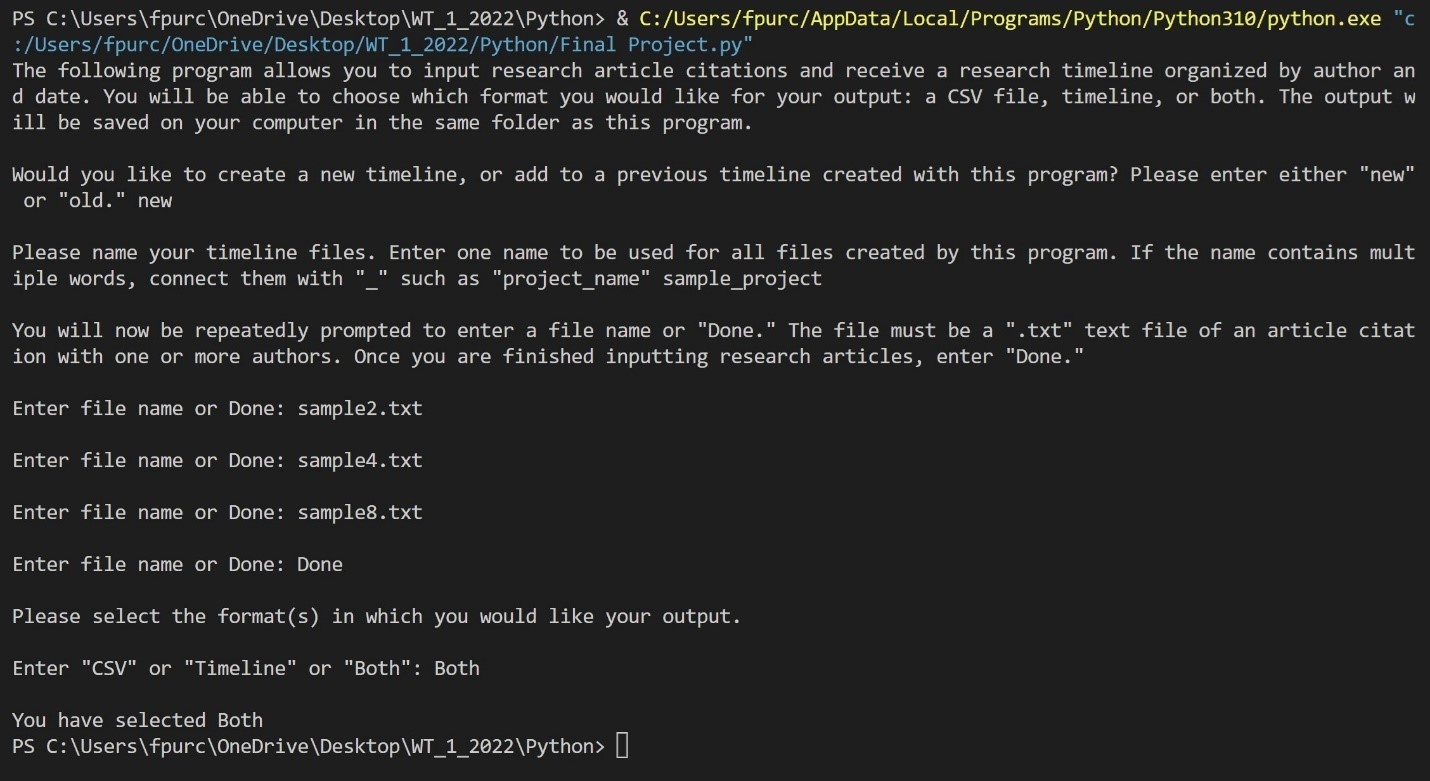 PS C:\Users\fpurc\OneDrive\Desktop\WT_1_2022\Python> & C:/Users/fpurc/AppData/Local/Programs/Python/Python310/python.exe "c
:/Users/fpurc/OneDrive/Desktop/WT_1_2022/Python/Final Project.py"
The following program allows you to input research article citations and receive a research timeline organized by author an
d date. You will be able to choose which format you would like for your output: a CSV file, timeline, or both. The output w
ill be saved on your computer in the same folder as this program.
Would you like to create a new timeline, or add to a previous timeline created with this program? Please enter either "new"
 or "old." new
Please name your timeline files. Enter one name to be used for all files created by this program. If the name contains mult
iple words, connect them with "_" such as "project_name" sample_project
You will now be repeatedly prompted to enter a file name or "Done." The file must be a ".txt" text file of an article citat
ion with one or more authors. Once you are finished inputting research articles, enter "Done."
Enter file name or Done: sample2.txt
Enter file name or Done: sample4.txt
Enter file name or Done: sample8.txt
Enter file name or Done: Done
Please select the format(s) in which you would like your output.
Enter "CSV" or "Timeline" or "Both": Both
You have selected Both
PS C:\Users\fpurc\OneDrive\Desktop\WT_1_2022\Python>